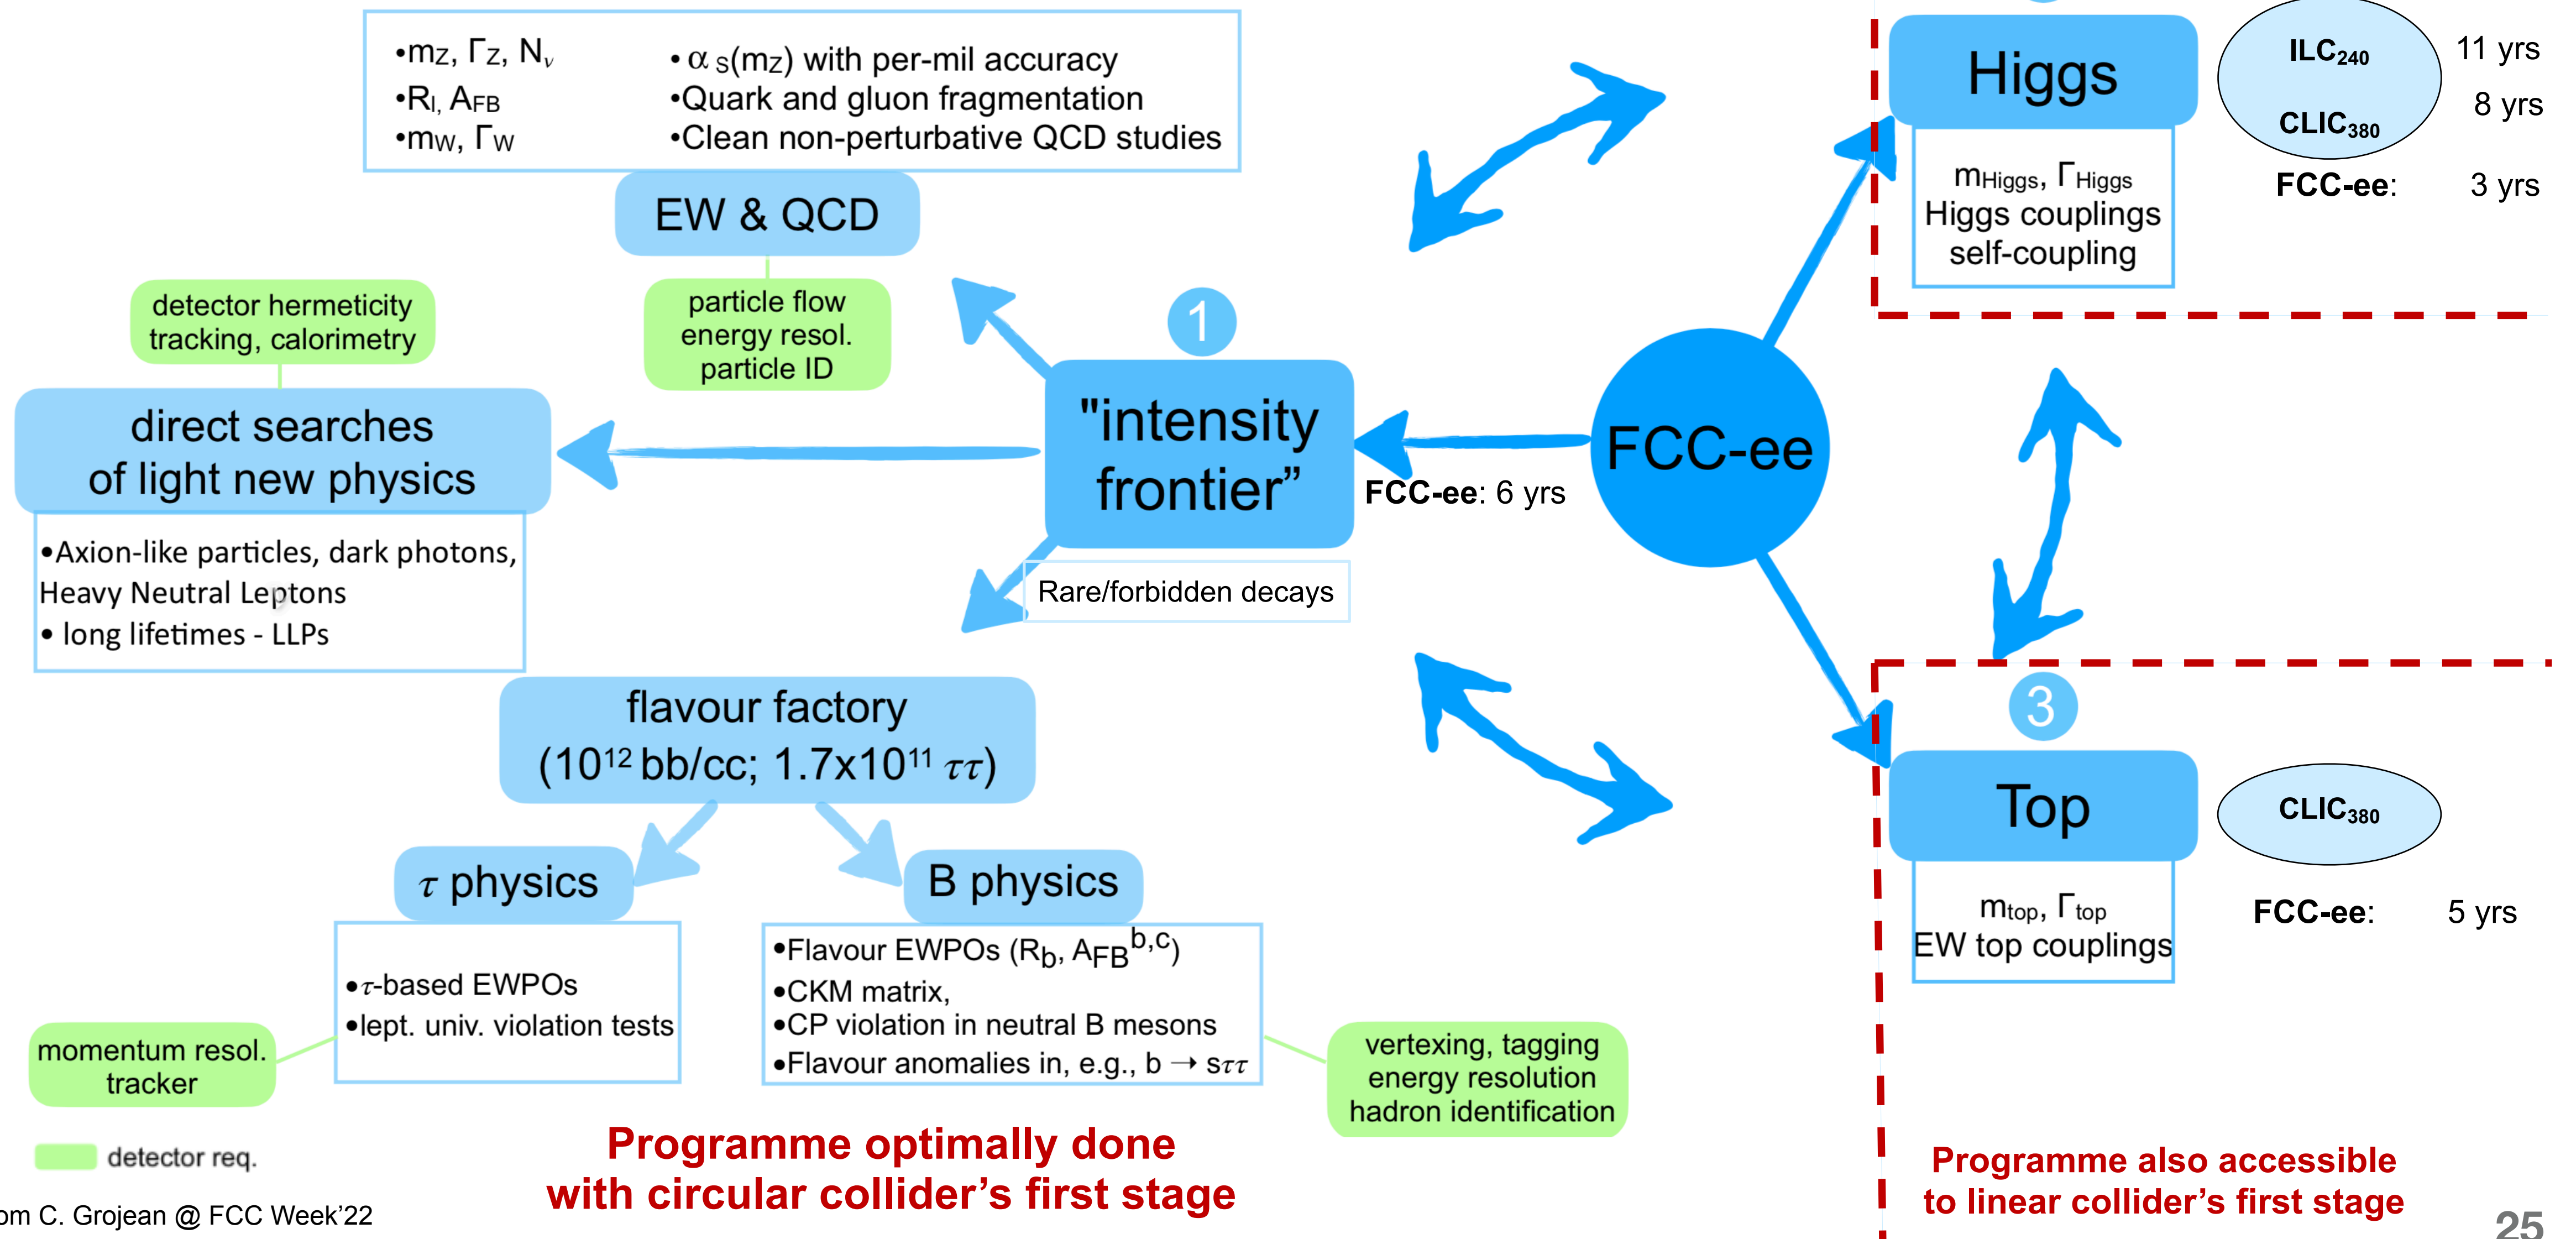 •mZ, ΓZ, Nν
•Rl, AFB
•mW, ΓW
• α S(mZ) with per-mil accuracy
•Quark and gluon fragmentation
•Clean non-perturbative QCD studies
EW & QCD
particle flow
energy resol.
particle ID
detector hermeticity
tracking, calorimetry
direct searches
of light new physics
•Axion-like particles, dark photons,
Heavy Neutral Leptons
• long lifetimes - LLPs
1
"intensity
frontier”
FCC-ee: 6 yrs
Rare/forbidden decays
FCC-ee
flavour factory
(10¹² bb/cc; 1.7x10¹¹ ττ)
τ physics
•τ-based EWPOs
•lept. univ. violation tests
momentum resol.
tracker
B physics
•Flavour EWPOs (Rb, AFBb,c)
•CKM matrix,
•CP violation in neutral B mesons
•Flavour anomalies in, e.g., b → sττ
vertexing, tagging
energy resolution
hadron identification
detector req.
Programme optimally done
with circular collider’s first stage
om C. Grojean @ FCC Week’22
Higgs
mHiggs, ΓHiggs
Higgs couplings
self-coupling
ILC240 11 yrs
CLIC380 8 yrs
FCC-ee: 3 yrs
3
Top
mtop, Γtop
EW top couplings
CLIC380
FCC-ee: 5 yrs
Programme also accessible
to linear collider’s first stage
25